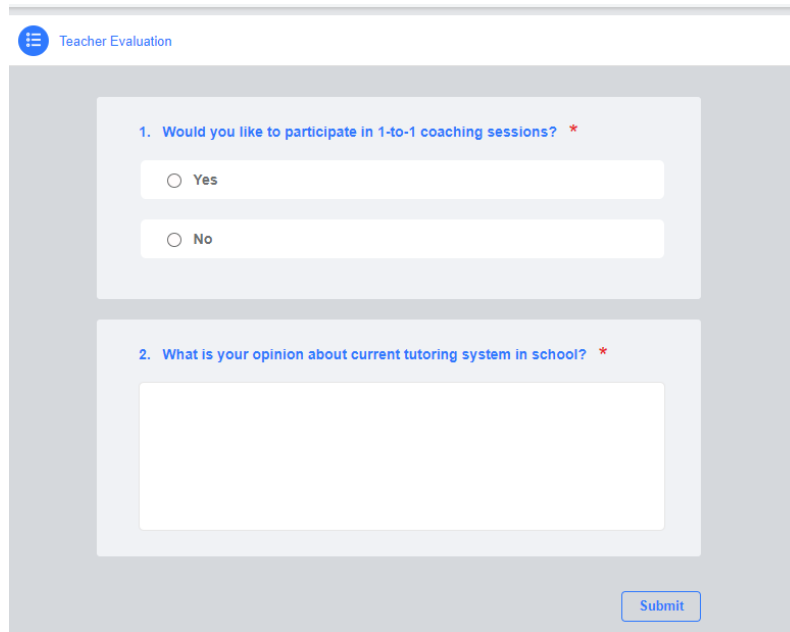 Teacher Evaluation
1. Would you like to participate in 1-to-1 coaching sessions? *
Yes
No
2. What is your opinion about current tutoring system in school? *
Submit